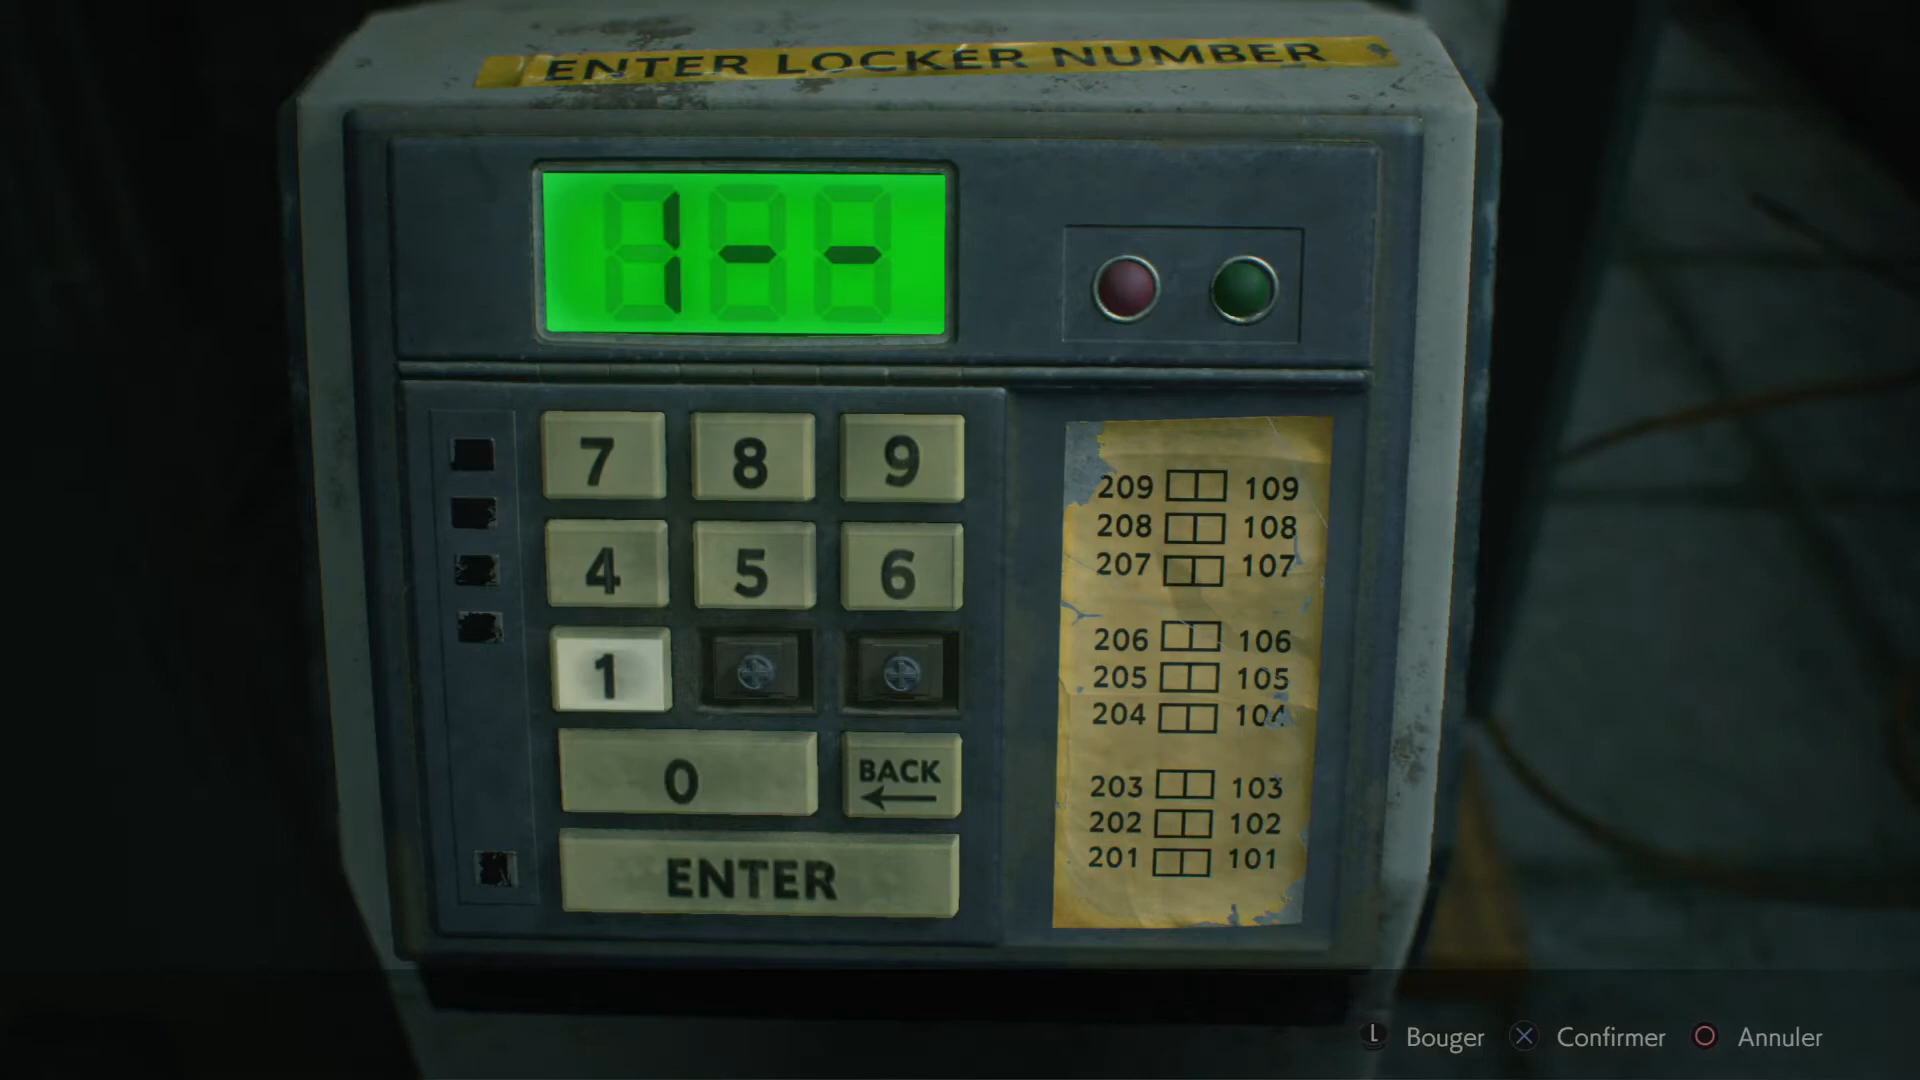 ENTER LOCKER NUMBER
1--
7 8 9
4 5 6
1
0 BACK
ENTER
209 109
208 108
207 107
206 106
205 105
204 104
203 103
202 102
201 101
L Bouger Confirmer Annuler